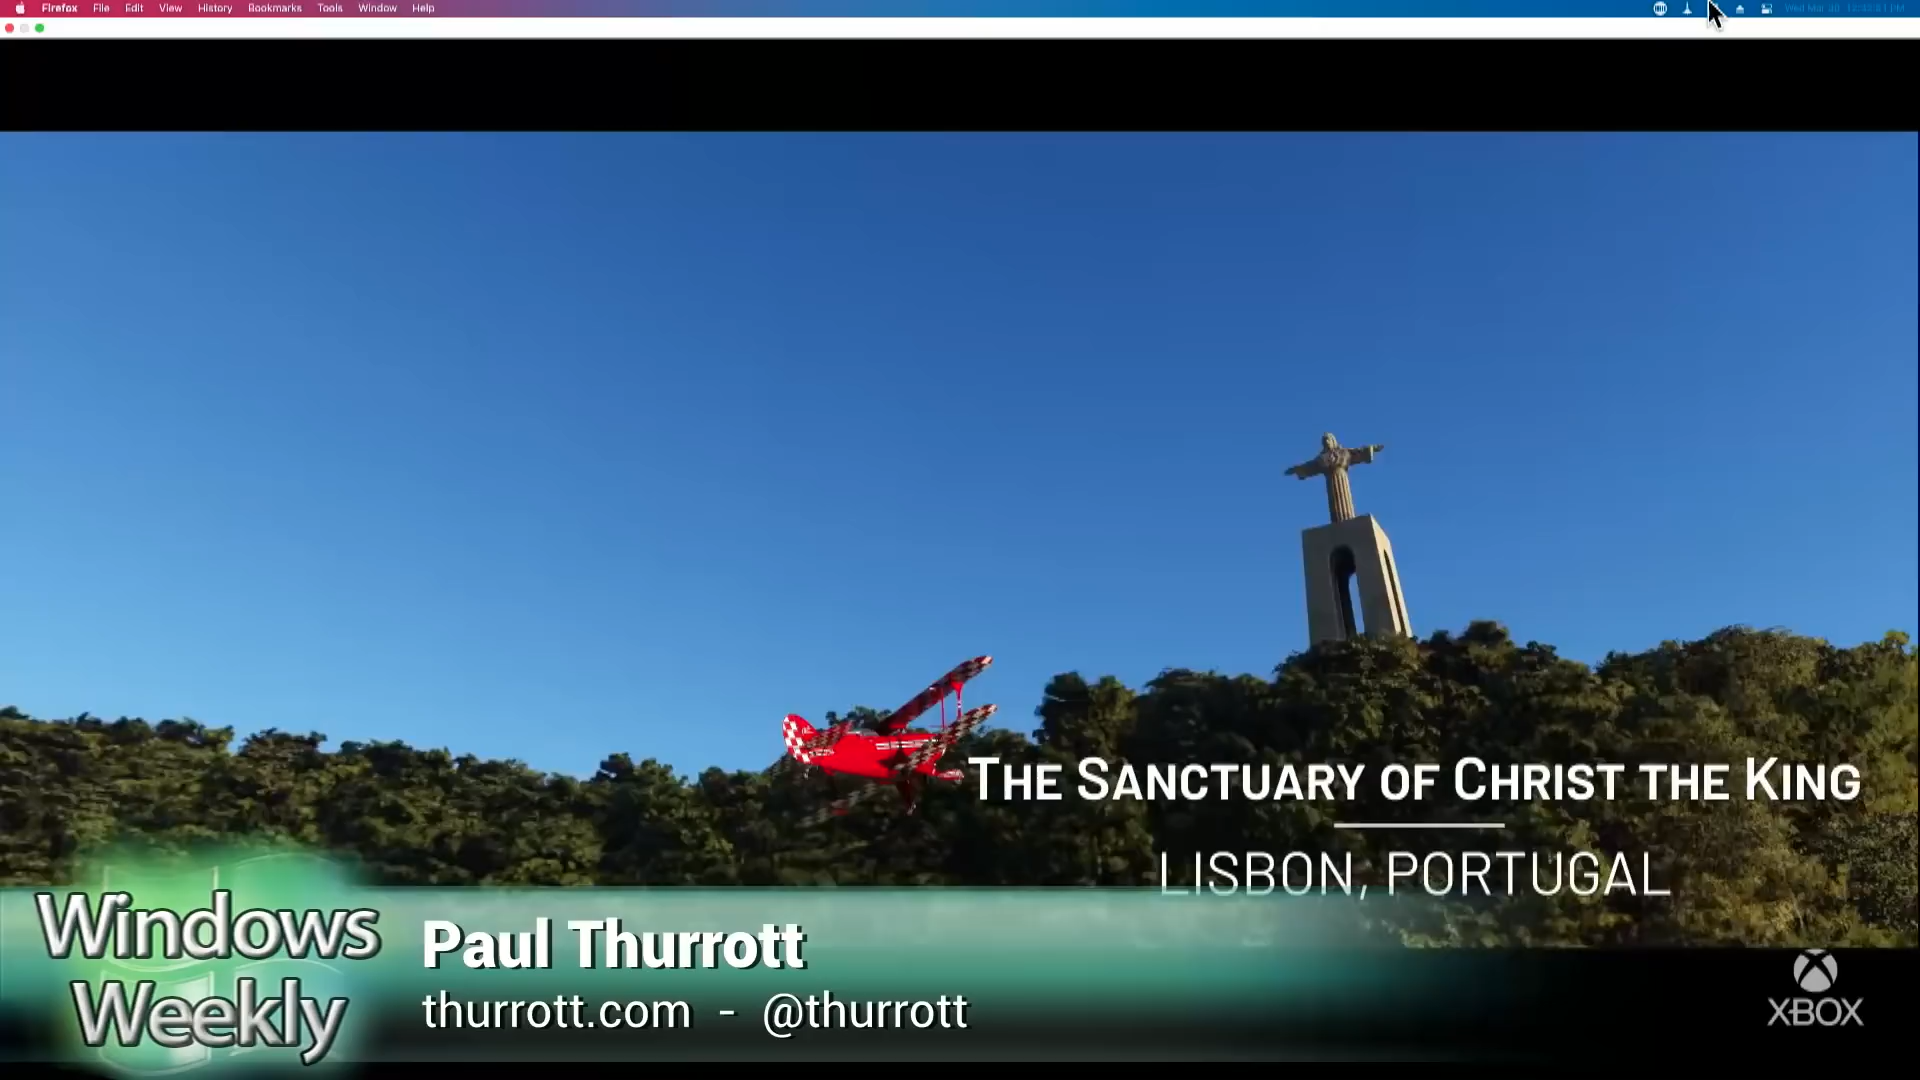 Firefox File Edit View History Bookmarks Tools Window Help
THE SANCTUARY OF CHRIST THE KING
LISBON, PORTUGAL
Windows
Weekly
Paul Thurrott
thurrott.com - @thurrott
XBOX